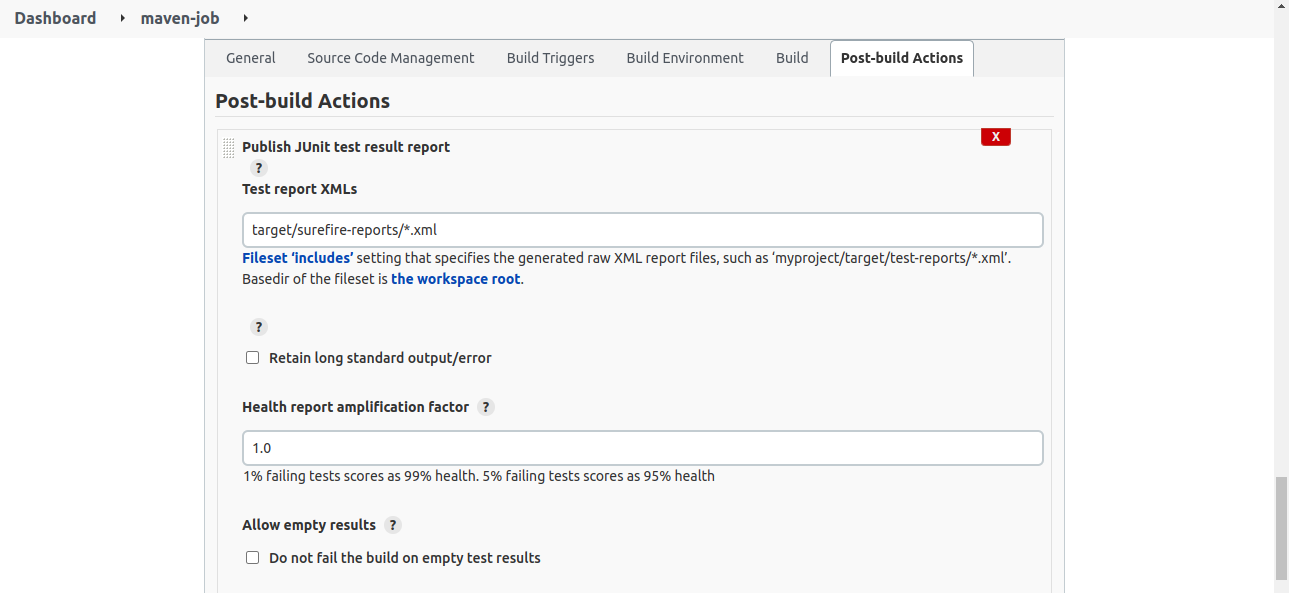 Dashboard maven-job
General Source Code Management Build Triggers Build Environment Build Post-build Actions
Post-build Actions
X
Publish JUnit test result report
?
Test report XMLs
target/surefire-reports/*.xml
Fileset ‘includes’ setting that specifies the generated raw XML report files, such as ‘myproject/target/test-reports/*.xml’.
Basedir of the fileset is the workspace root.
?
Retain long standard output/error
Health report amplification factor ?
1.0
1% failing tests scores as 99% health. 5% failing tests scores as 95% health
Allow empty results ?
Do not fail the build on empty test results